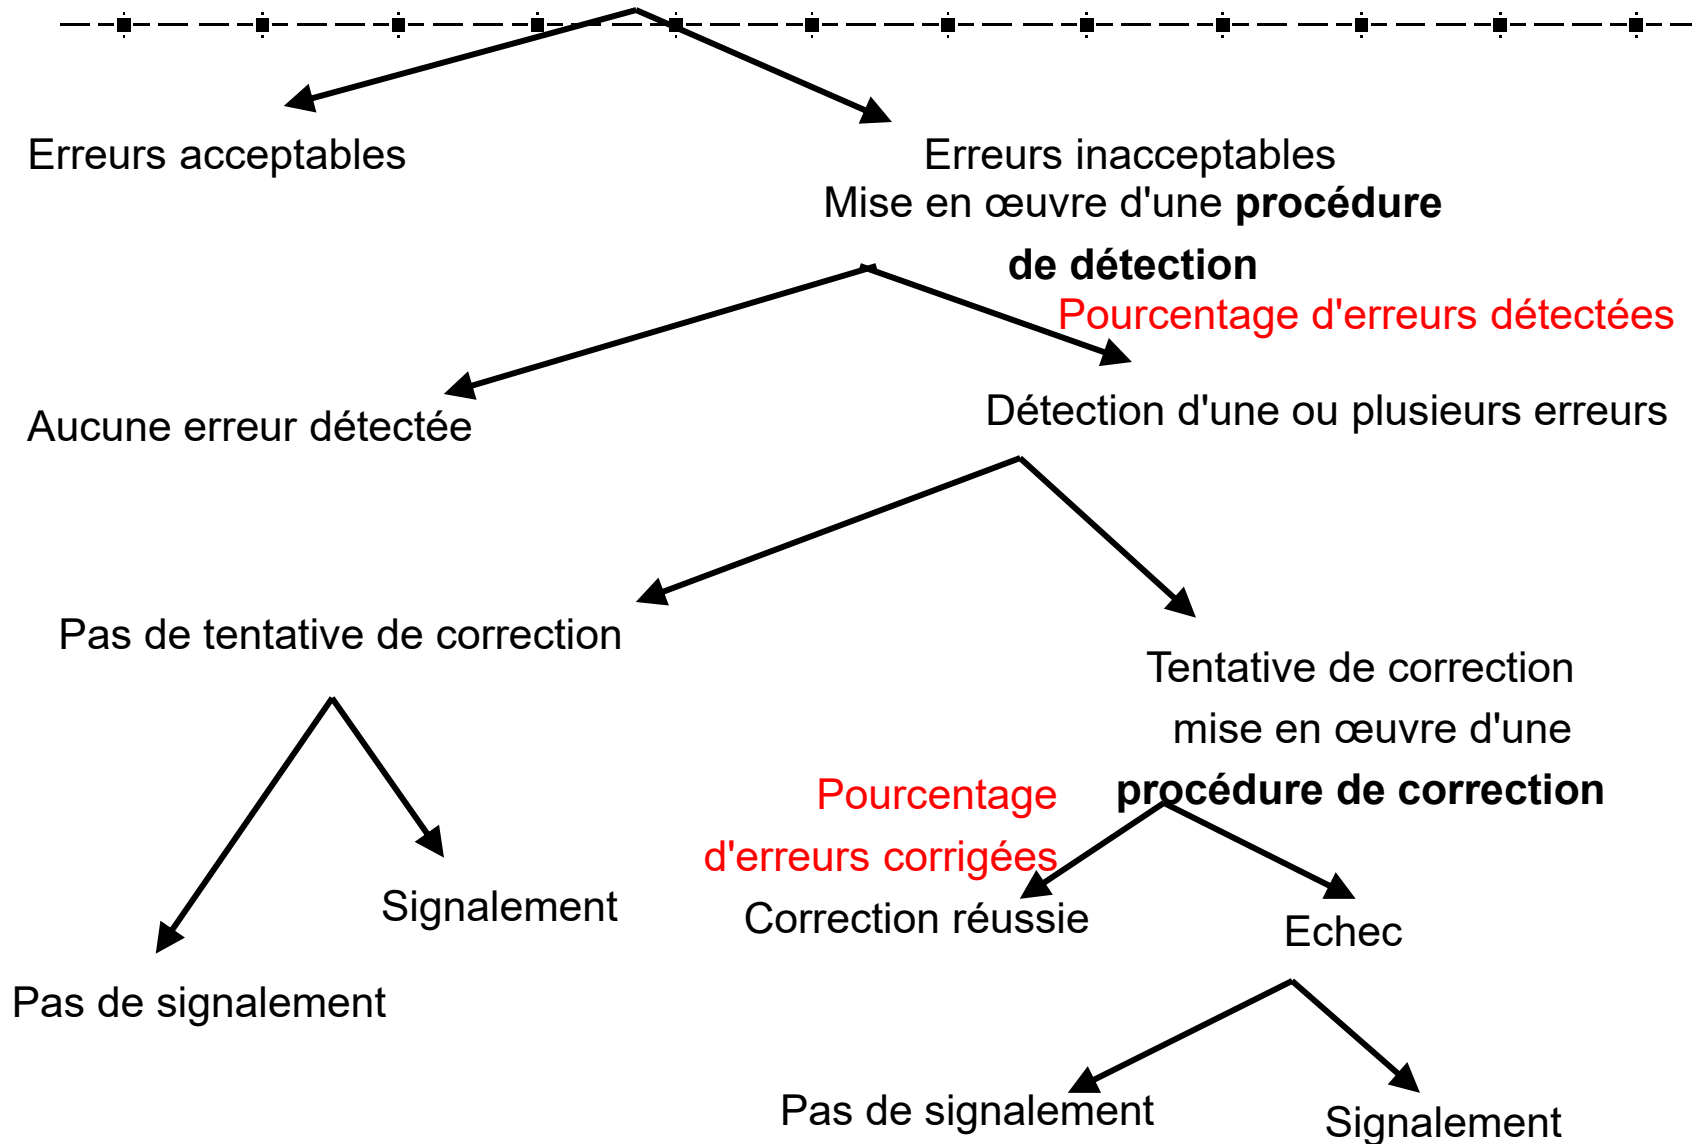 Erreurs acceptables
Erreurs inacceptables
Mise en œuvre d'une procédure
de détection
Pourcentage d'erreurs détectées
Aucune erreur détectée
Détection d'une ou plusieurs erreurs
Pas de tentative de correction
Tentative de correction
mise en œuvre d'une
procédure de correction
Pourcentage
d'erreurs corrigées
Signalement
Correction réussie
Echec
Pas de signalement
Pas de signalement
Signalement